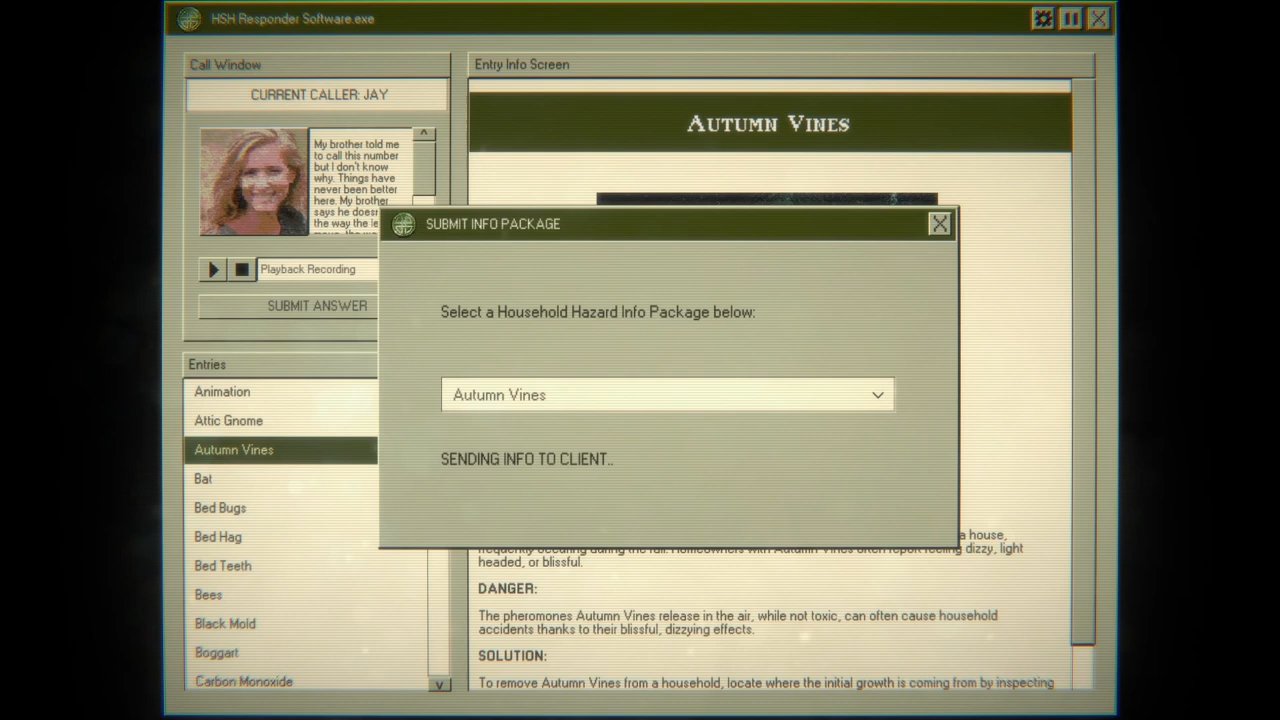 HSH Responder Software.exe
Call Window
CURRENT CALLER: JAY
My brother told me
to call this number
but I don't know
why. Things have
never been better
here. My brother
says he doesn
the way the le
Playback Recording
SUBMIT ANSWER
Entries
Animation
Attic Gnome
Autumn Vines
Bat
Bed Bugs
Bed Hag
Bed Teeth
Bees
Black Mold
Boggart
Carbon Monoxide
Entry Info Screen
AUTUMN VINES
SUBMIT INFO PACKAGE
Select a Household Hazard Info Package below:
Autumn Vines
SENDING INFO TO CLIENT..
a house,
frequently occuring during the fall. Homeowners with Autumn Vines often report feeling dizzy, light
headed, or blissful.
DANGER:
The pheromones Autumn Vines release in the air, while not toxic, can often cause household
accidents thanks to their blissful, dizzying effects.
SOLUTION:
To remove Autumn Vines from a household, locate where the initial growth is coming from by inspecting